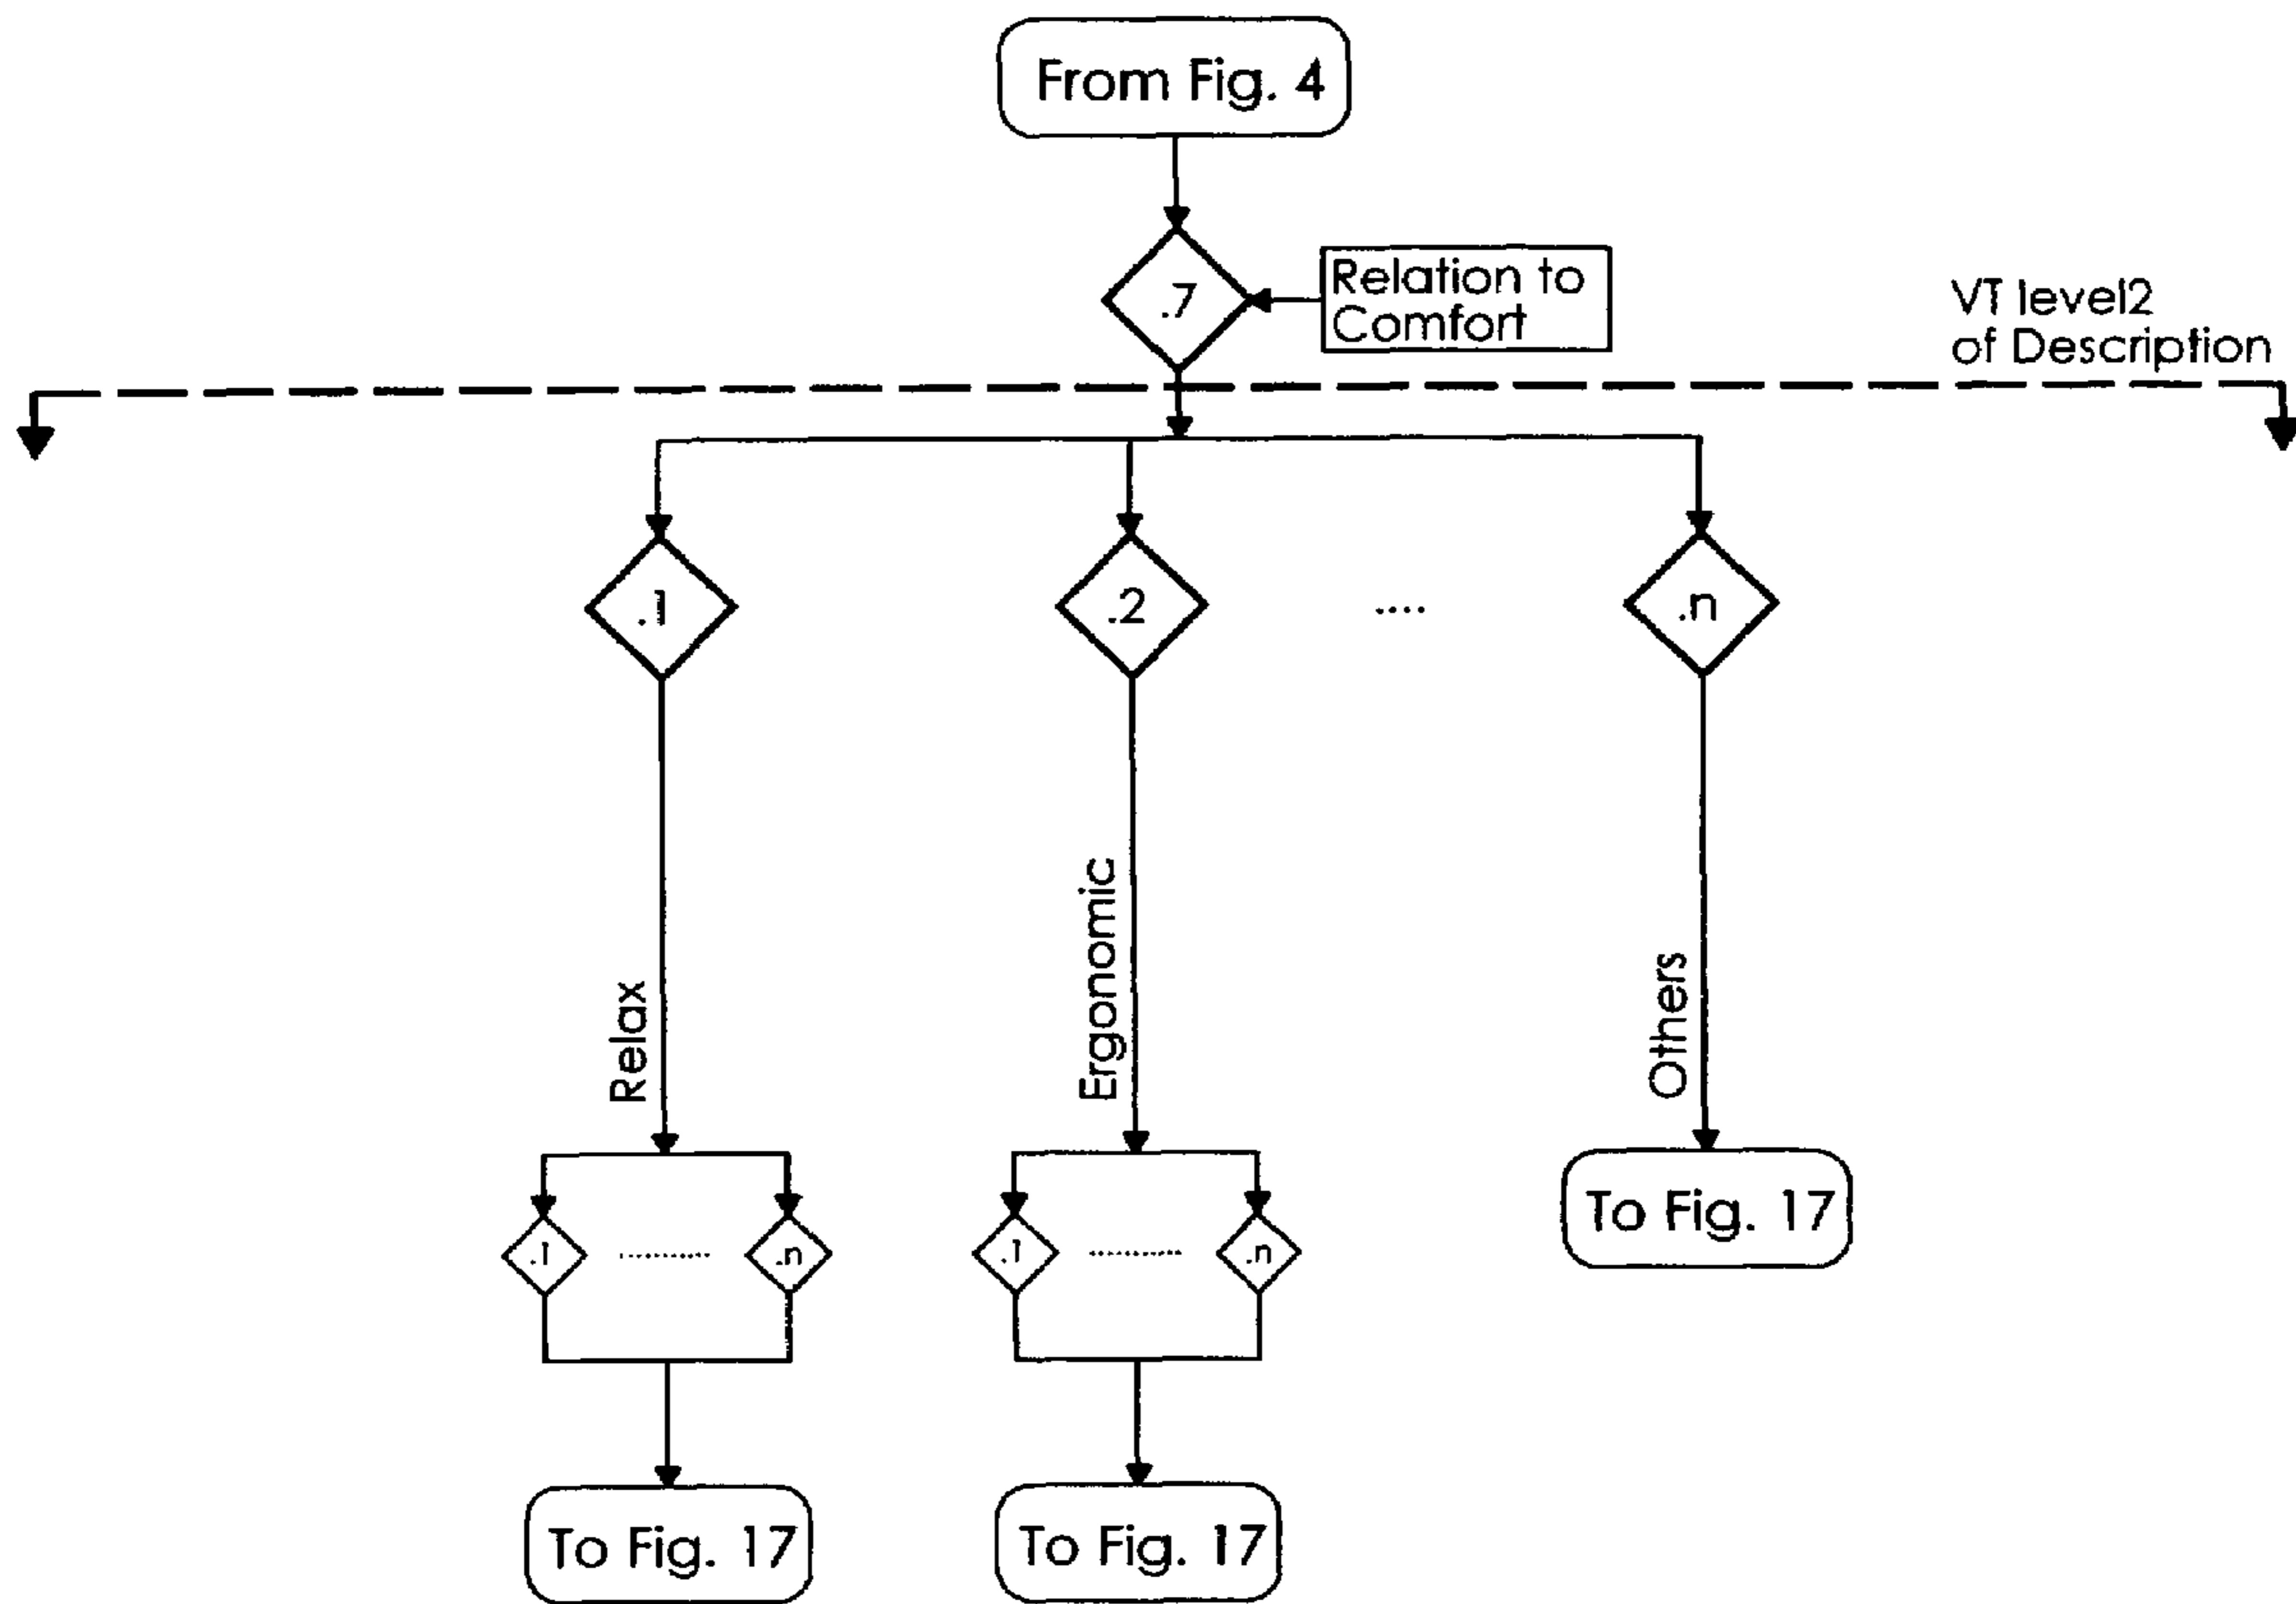 From Fig. 4
.7
Relation to
Comfort
VT level2
of Description
.1
.2
....
.n
Relax
Ergonomic
Others
.1
..........
.n
.1
..........
.n
To Fig. 17
To Fig. 17
To Fig. 17